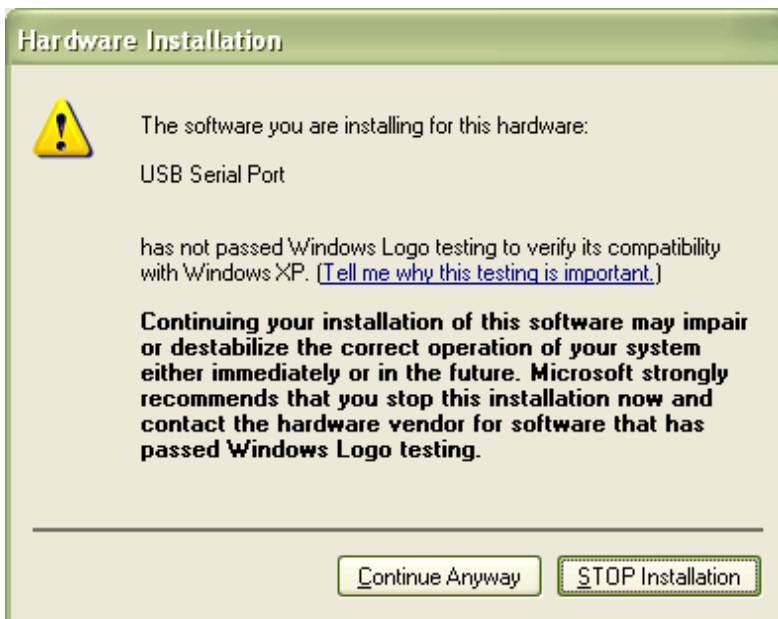 Hardware Installation
The software you are installing for this hardware:
USB Serial Port
has not passed Windows Logo testing to verify its compatibility
with Windows XP. (Tell me why this testing is important.)
Continuing your installation of this software may impair
or destabilize the correct operation of your system
either immediately or in the future. Microsoft strongly
recommends that you stop this installation now and
contact the hardware vendor for software that has
passed Windows Logo testing.
Continue Anyway
STOP Installation